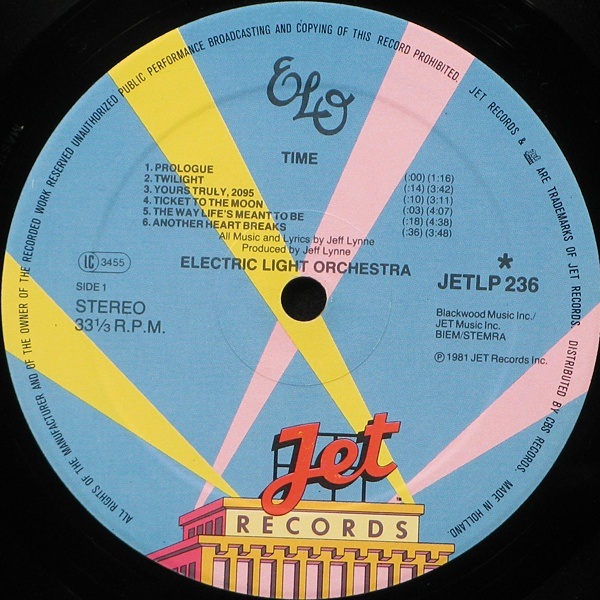 ALL RIGHTS OF THE MANUFACTURER AND OF THE OWNER OF THE RECORDED WORK RESERVED UNAUTHORIZED PUBLIC PERFORMANCE BROADCASTING AND COPYING OF THIS RECORD PROHIBITED. JET RECORDS & Jet ARE TRADEMARKS OF JET RECORDS. DISTRIBUTED BY CBS RECORDS. MADE IN HOLLAND.
ELO
TIME
1. PROLOGUE (:00) (1:16)
2. TWILIGHT (:14) (3:42)
3. YOURS TRULY, 2095 (:10) (3:11)
4. TICKET TO THE MOON (:03) (4:07)
5. THE WAY LIFE'S MEANT TO BE (:18) (4:38)
6. ANOTHER HEART BREAKS (:36) (3:48)
All Music and Lyrics by Jeff Lynne
Produced by Jeff Lynne
ELECTRIC LIGHT ORCHESTRA
IC 3455
SIDE 1
STEREO
33⅓ R.P.M.
*
JETLP 236
Blackwood Music Inc./
JET Music Inc.
BIEM/STEMRA
℗ 1981 JET Records Inc.
Jet
TM
RECORDS